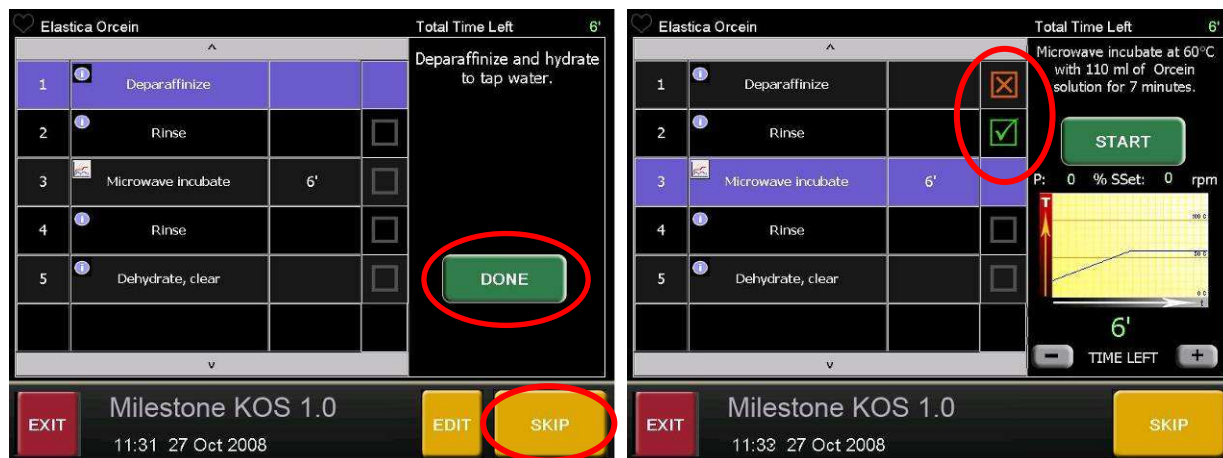 Elastica Orcein
Total Time Left 6'
^
1 Deparaffinize
2 Rinse
3 Microwave incubate 6'
4 Rinse
5 Dehydrate, clear
v
Deparaffinize and hydrate
to tap water.
DONE
EXIT
Milestone KOS 1.0
11:31 27 Oct 2008
EDIT
SKIP
Elastica Orcein
Total Time Left 6'
^
1 Deparaffinize
2 Rinse
3 Microwave incubate 6'
4 Rinse
5 Dehydrate, clear
v
Microwave incubate at 60°C
with 110 ml of Orcein
solution for 7 minutes.
START
P: 0 % SSet: 0 rpm
T
t
6'
- TIME LEFT +
EXIT
Milestone KOS 1.0
11:33 27 Oct 2008
SKIP